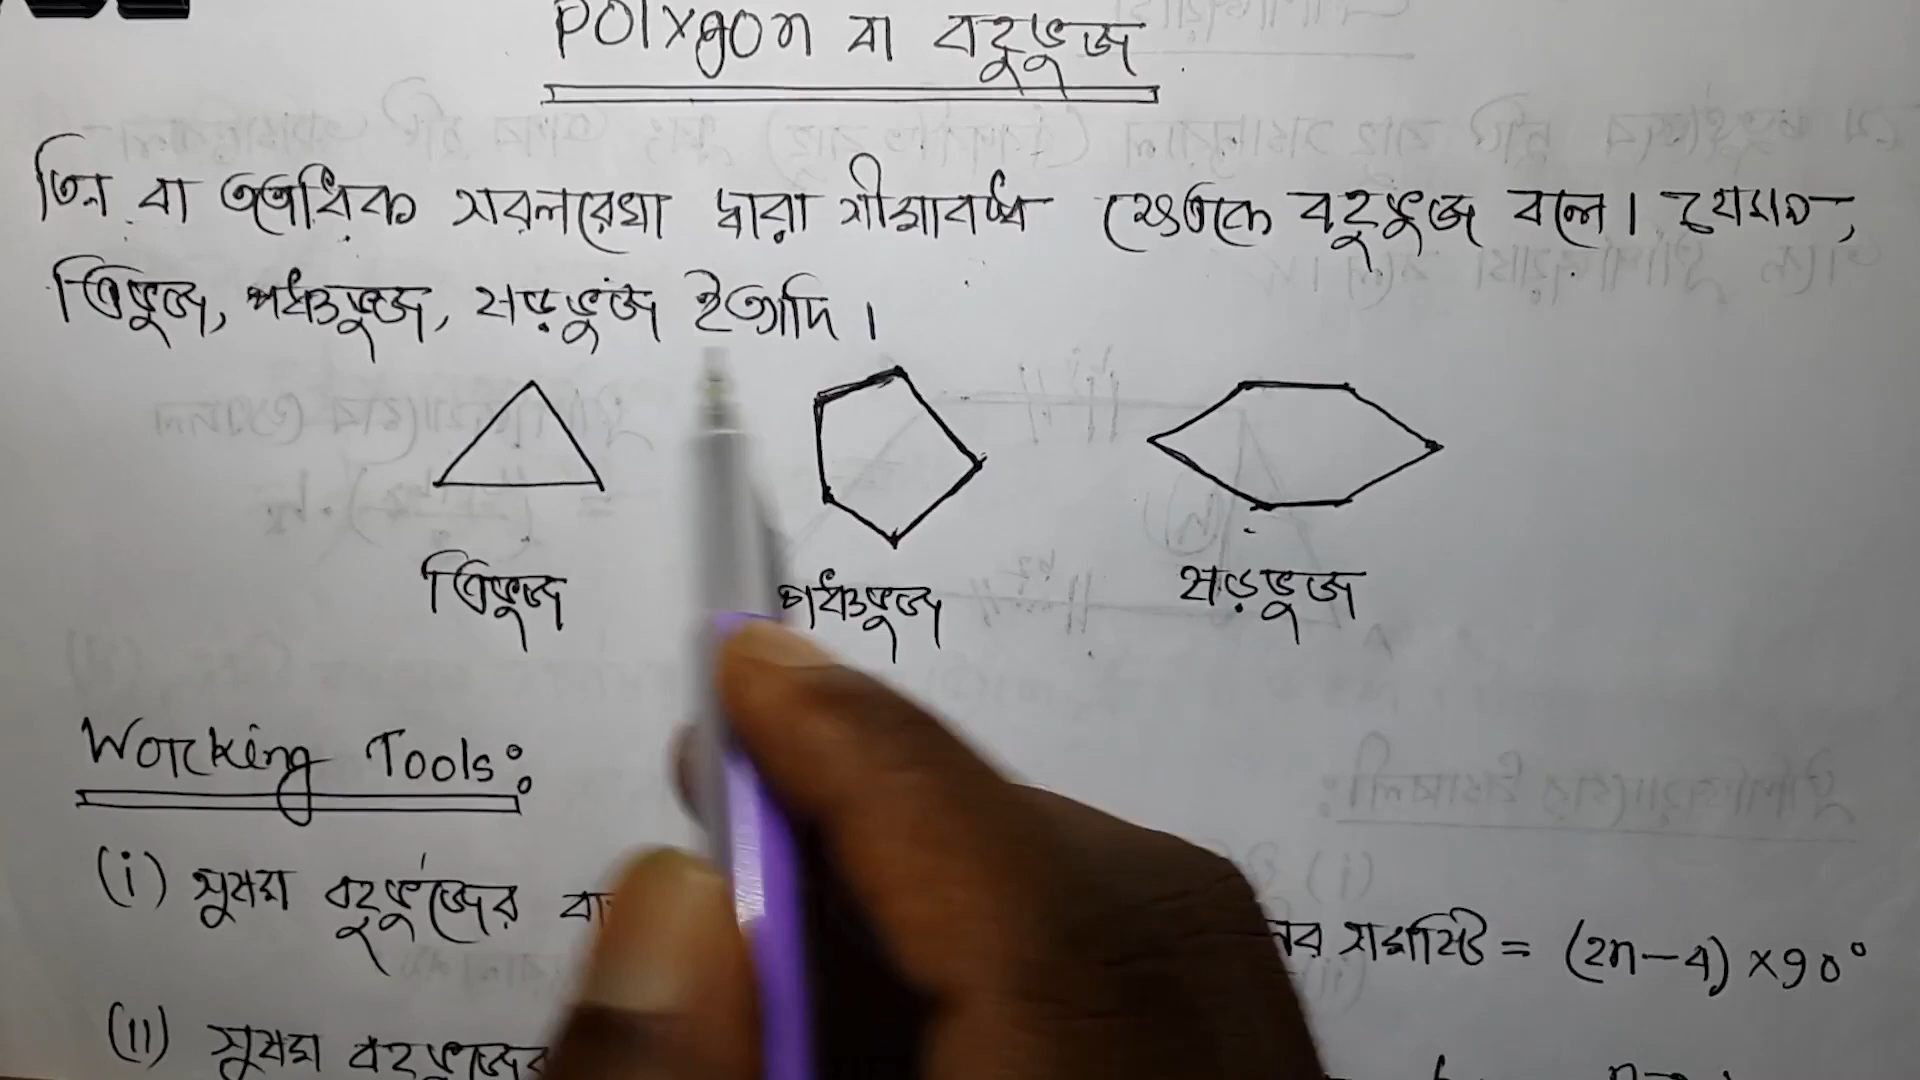 Polygon বা বহুভুজ
তিন বা ততোধিক সরলরেখা দ্বারা সীমাবদ্ধ ক্ষেত্রকে বহুভুজ বলে। যেমন,
ত্রিভুজ, পঞ্চভুজ, ষড়ভুজ ইত্যাদি।
ত্রিভুজ পঞ্চভুজ ষড়ভুজ
Working Tools:
(i) সুষম বহুভুজের সমষ্টি = (2n-4) ×90°
(ii) সুষম বহুভুজের